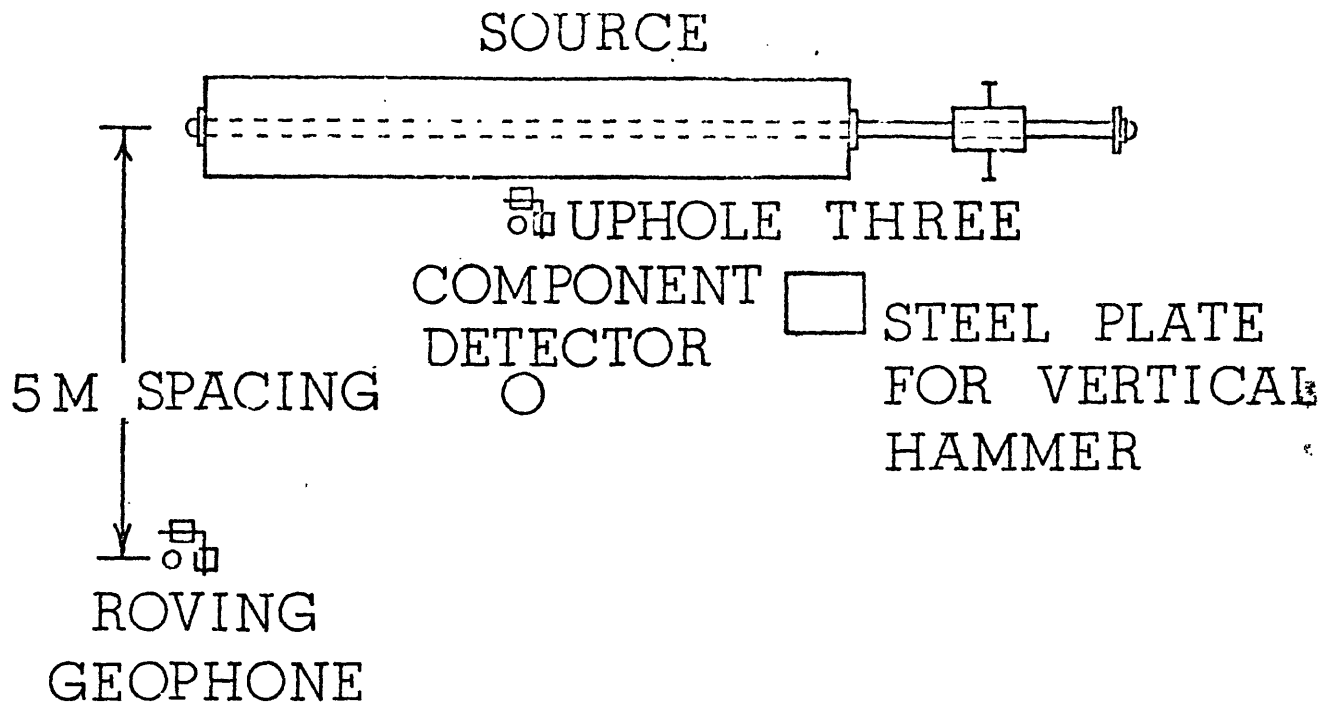 SOURCE
UPHOLE THREE
COMPONENT
DETECTOR
STEEL PLATE
FOR VERTICAL
HAMMER
5M SPACING
ROVING
GEOPHONE